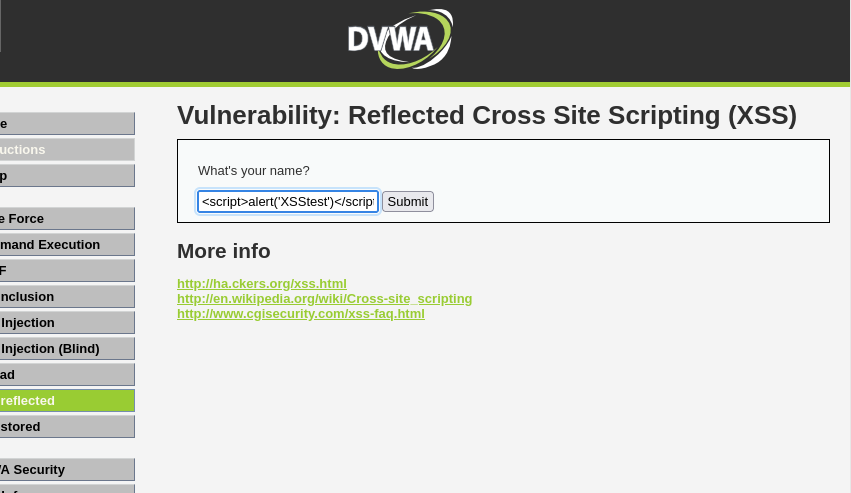 DVWA
Vulnerability: Reflected Cross Site Scripting (XSS)
What's your name?
<script>alert('XSStest')</script
Submit
More info
http://ha.ckers.org/xss.html
http://en.wikipedia.org/wiki/Cross-site_scripting
http://www.cgisecurity.com/xss-faq.html
e
uctions
p
e Force
mand Execution
F
nclusion
Injection
Injection (Blind)
ad
reflected
stored
A Security